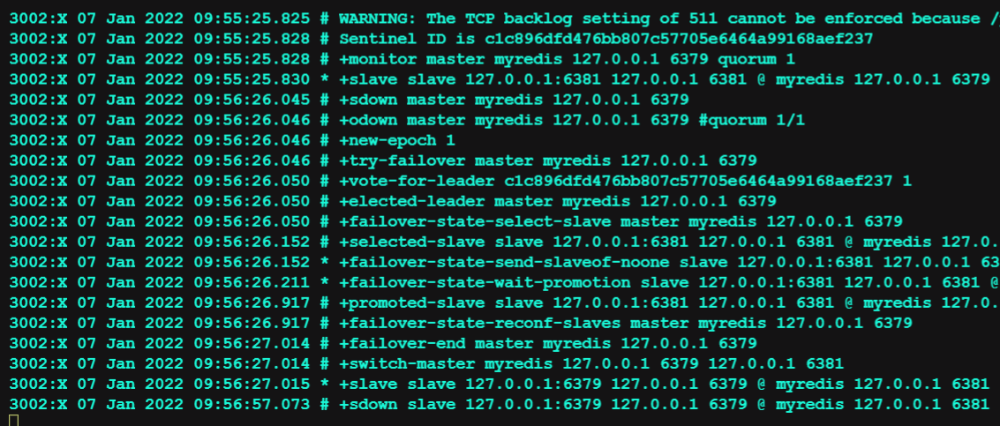 3002:X 07 Jan 2022 09:55:25.825 # WARNING: The TCP backlog setting of 511 cannot be enforced because /
3002:X 07 Jan 2022 09:55:25.828 # Sentinel ID is c1c896dfd476bb807c57705e6464a99168aef237
3002:X 07 Jan 2022 09:55:25.828 # +monitor master myredis 127.0.0.1 6379 quorum 1
3002:X 07 Jan 2022 09:55:25.830 * +slave slave 127.0.0.1:6381 127.0.0.1 6381 @ myredis 127.0.0.1 6379
3002:X 07 Jan 2022 09:56:26.045 # +sdown master myredis 127.0.0.1 6379
3002:X 07 Jan 2022 09:56:26.046 # +odown master myredis 127.0.0.1 6379 #quorum 1/1
3002:X 07 Jan 2022 09:56:26.046 # +new-epoch 1
3002:X 07 Jan 2022 09:56:26.046 # +try-failover master myredis 127.0.0.1 6379
3002:X 07 Jan 2022 09:56:26.050 # +vote-for-leader c1c896dfd476bb807c57705e6464a99168aef237 1
3002:X 07 Jan 2022 09:56:26.050 # +elected-leader master myredis 127.0.0.1 6379
3002:X 07 Jan 2022 09:56:26.050 # +failover-state-select-slave master myredis 127.0.0.1 6379
3002:X 07 Jan 2022 09:56:26.152 # +selected-slave slave 127.0.0.1:6381 127.0.0.1 6381 @ myredis 127.0.
3002:X 07 Jan 2022 09:56:26.152 * +failover-state-send-slaveof-noone slave 127.0.0.1:6381 127.0.0.1 63
3002:X 07 Jan 2022 09:56:26.211 * +failover-state-wait-promotion slave 127.0.0.1:6381 127.0.0.1 6381 @
3002:X 07 Jan 2022 09:56:26.917 # +promoted-slave slave 127.0.0.1:6381 127.0.0.1 6381 @ myredis 127.0.
3002:X 07 Jan 2022 09:56:26.917 # +failover-state-reconf-slaves master myredis 127.0.0.1 6379
3002:X 07 Jan 2022 09:56:27.014 # +failover-end master myredis 127.0.0.1 6379
3002:X 07 Jan 2022 09:56:27.014 # +switch-master myredis 127.0.0.1 6379 127.0.0.1 6381
3002:X 07 Jan 2022 09:56:27.015 * +slave slave 127.0.0.1:6379 127.0.0.1 6379 @ myredis 127.0.0.1 6381
3002:X 07 Jan 2022 09:56:57.073 # +sdown slave 127.0.0.1:6379 127.0.0.1 6379 @ myredis 127.0.0.1 6381